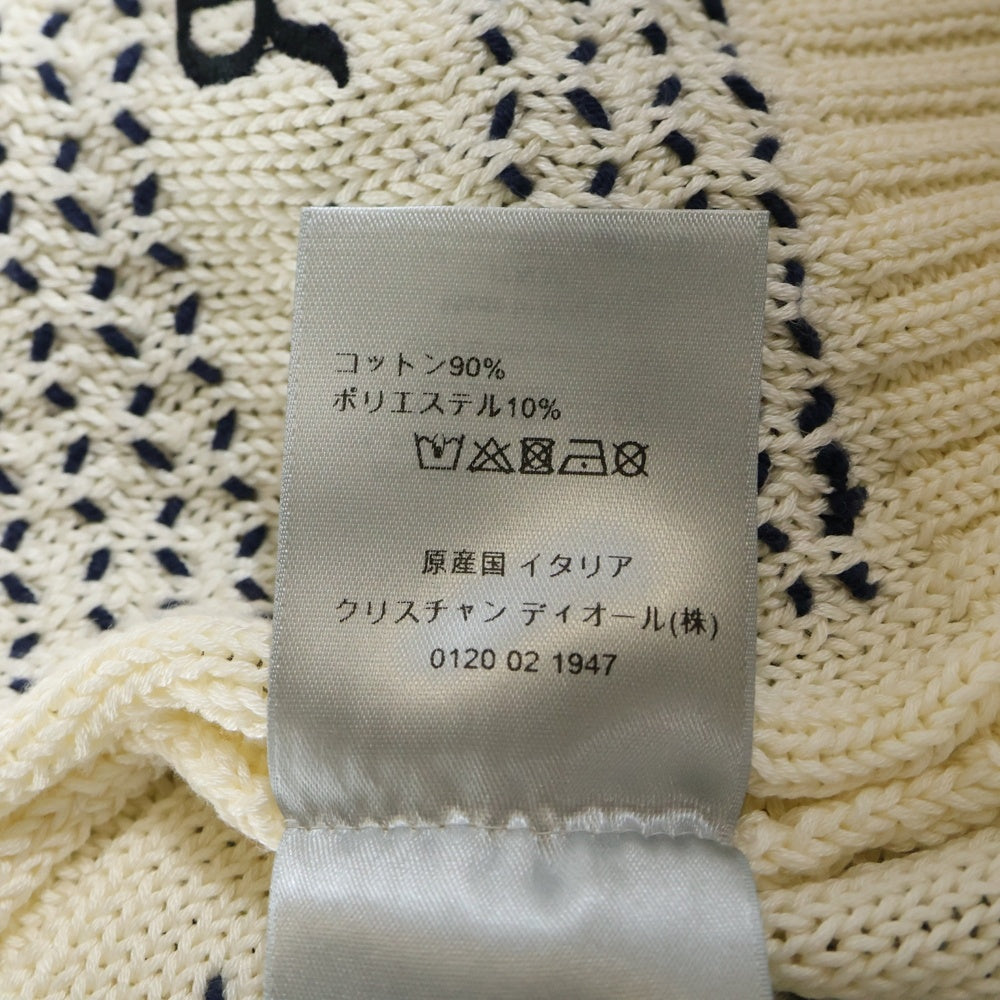 コットン90%
ポリエステル10%
原産国 イタリア
クリスチャン ディオール(株)
0120 02 1947